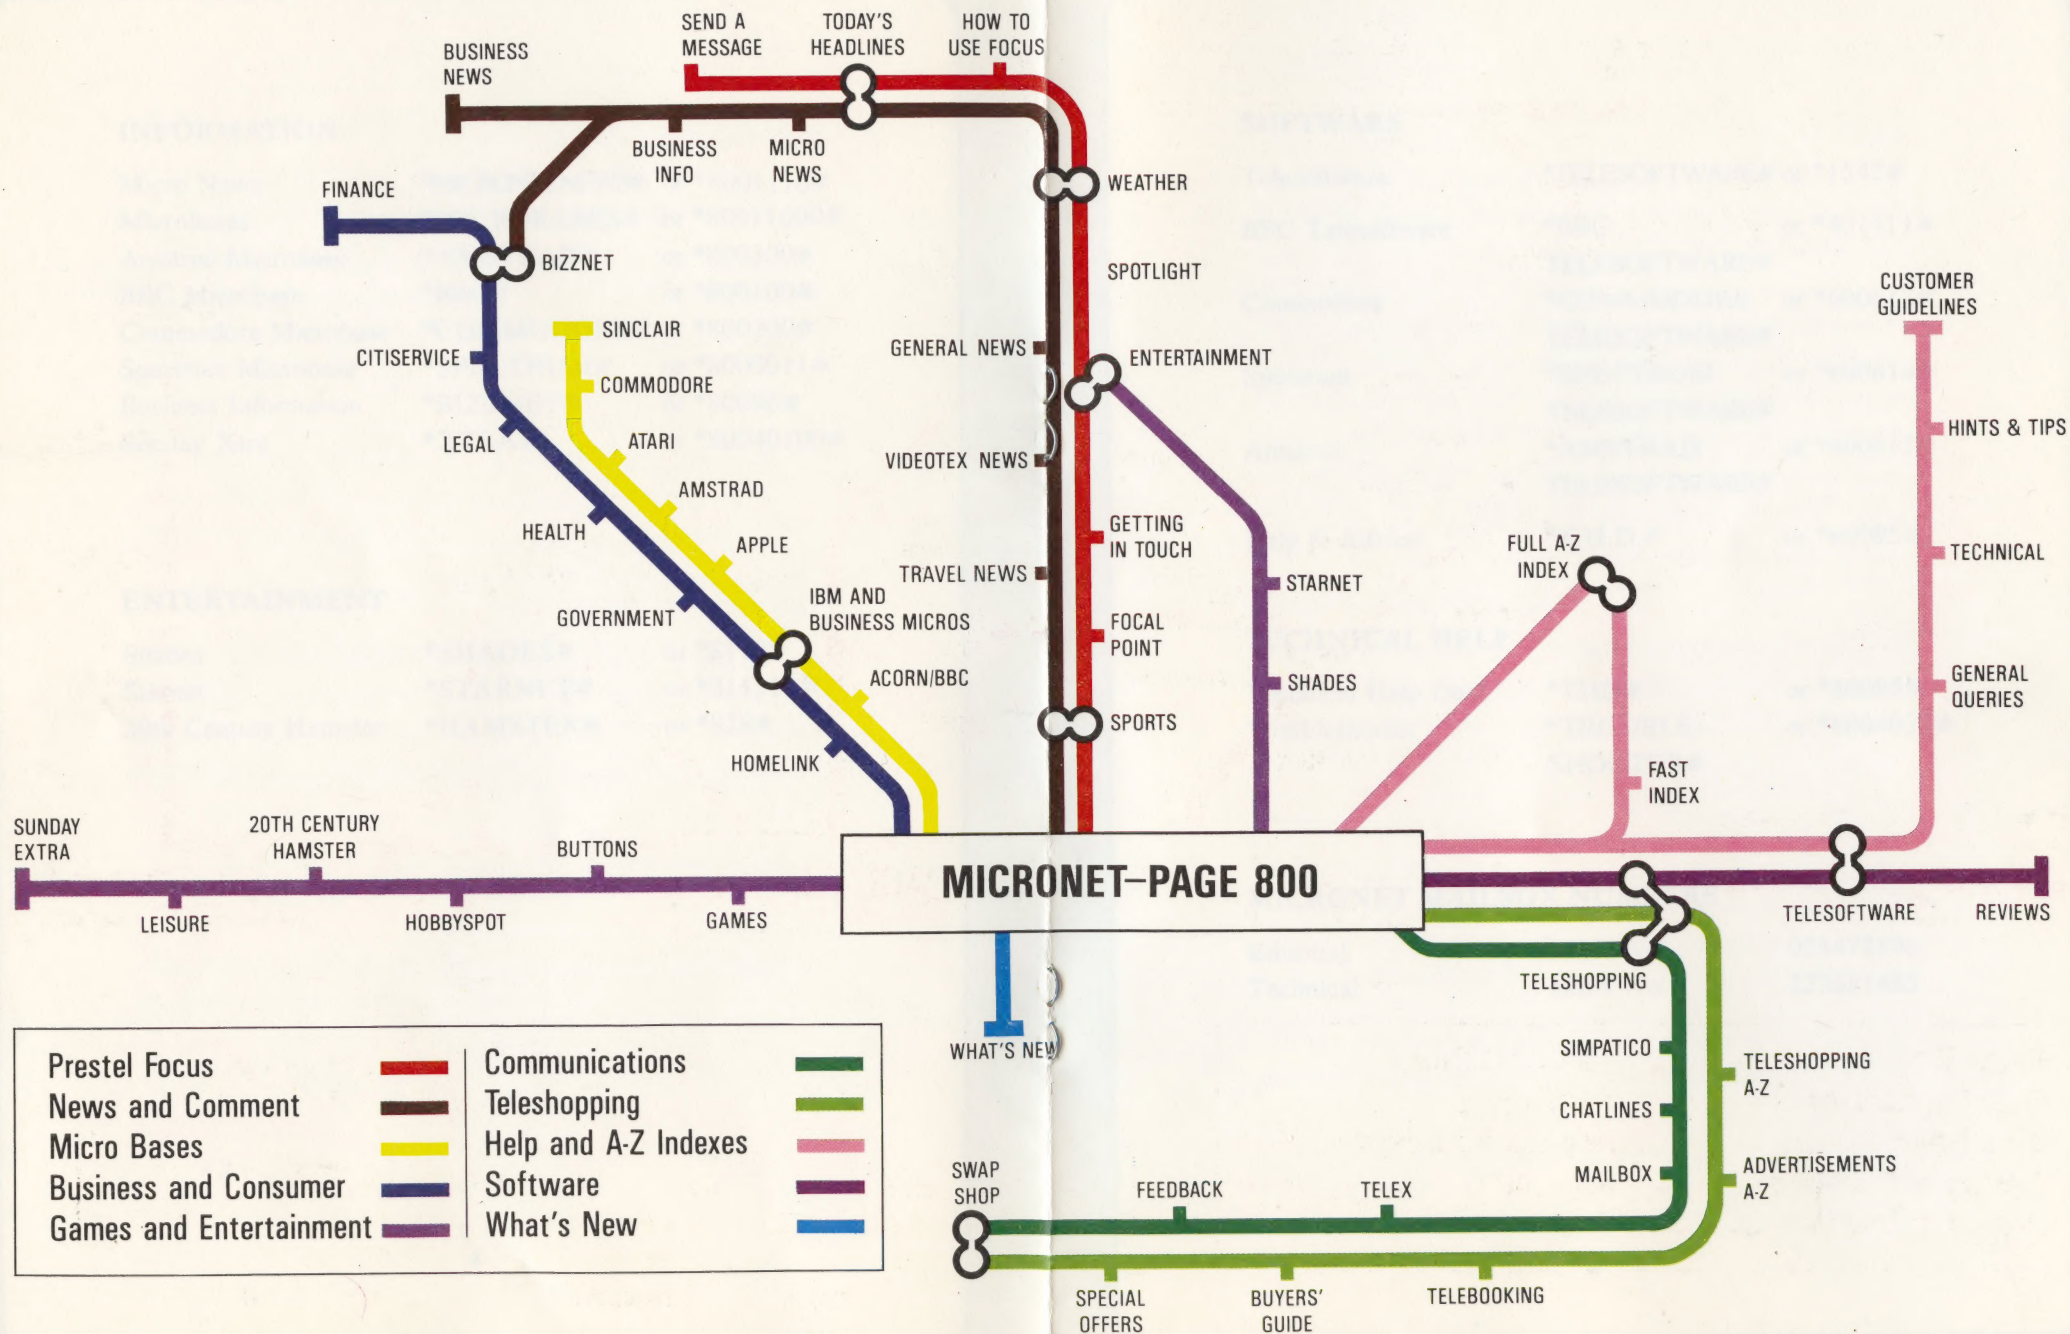 SEND A
MESSAGE
TODAY'S
HEADLINES
HOW TO
USE FOCUS
BUSINESS
NEWS
BUSINESS
INFO
MICRO
NEWS
FINANCE
WEATHER
BIZZNET
SPOTLIGHT
CUSTOMER
GUIDELINES
SINCLAIR
GENERAL NEWS
CITISERVICE
ENTERTAINMENT
COMMODORE
LEGAL
ATARI
VIDEOTEX NEWS
HINTS & TIPS
AMSTRAD
HEALTH
APPLE
GETTING
IN TOUCH
FULL A-Z
INDEX
TECHNICAL
TRAVEL NEWS
STARNET
GOVERNMENT
IBM AND
BUSINESS MICROS
FOCAL
POINT
ACORN/BBC
SHADES
GENERAL
QUERIES
SPORTS
HOMELINK
FAST
INDEX
SUNDAY
EXTRA
20TH CENTURY
HAMSTER
BUTTONS
MICRONET–PAGE 800
LEISURE
HOBBYSPOT
GAMES
TELESOFTWARE
REVIEWS
TELESHOPPING
WHAT'S NEW
SIMPATICO
TELESHOPPING
A-Z
CHATLINES
MAILBOX
ADVERTISEMENTS
A-Z
SWAP
SHOP
FEEDBACK
TELEX
SPECIAL
OFFERS
BUYERS'
GUIDE
TELEBOOKING
Prestel Focus
News and Comment
Micro Bases
Business and Consumer
Games and Entertainment
Communications
Teleshopping
Help and A-Z Indexes
Software
What's New
INFORMATION
ENTERTAINMENT
SOFTWARE